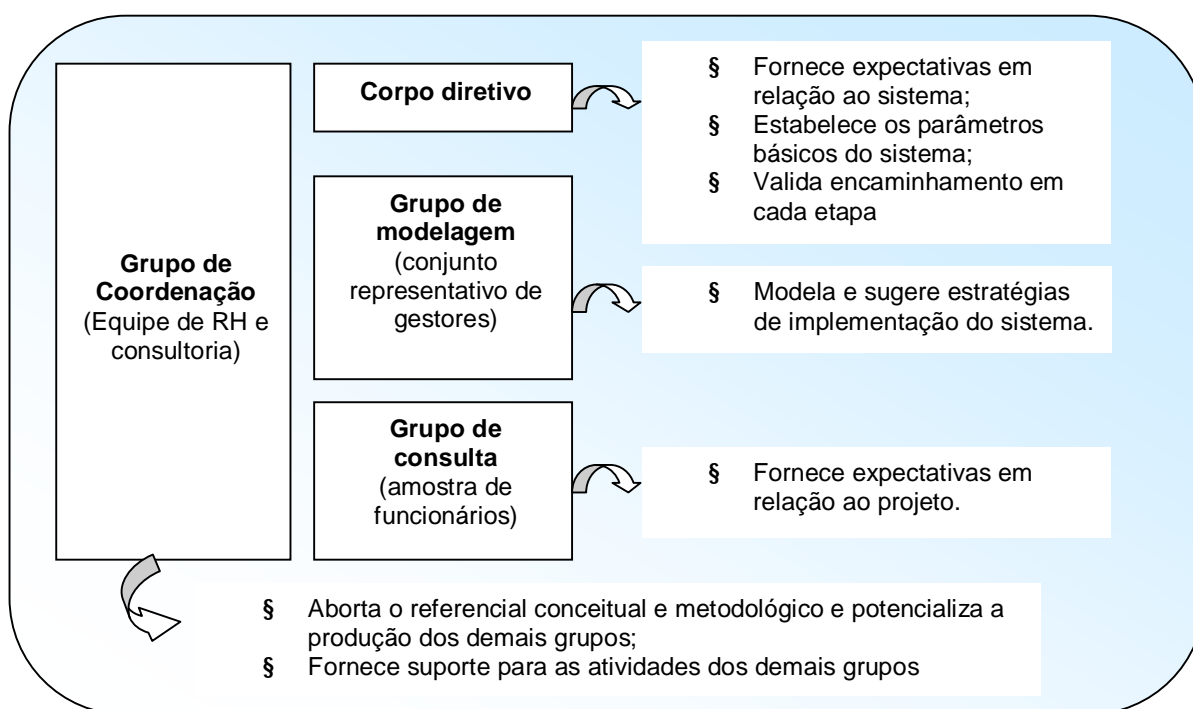 Grupo de
Coordenação
(Equipe de RH e
consultoria)
Corpo diretivo
§ Fornece expectativas em
relação ao sistema;
§ Estabelece os parâmetros
básicos do sistema;
§ Valida encaminhamento em
cada etapa
Grupo de
modelagem
(conjunto
representativo de
gestores)
§ Modela e sugere estratégias
de implementação do sistema.
Grupo de
consulta
(amostra de
funcionários)
§ Fornece expectativas em
relação ao projeto.
§ Aborta o referencial conceitual e metodológico e potencializa a
produção dos demais grupos;
§ Fornece suporte para as atividades dos demais grupos